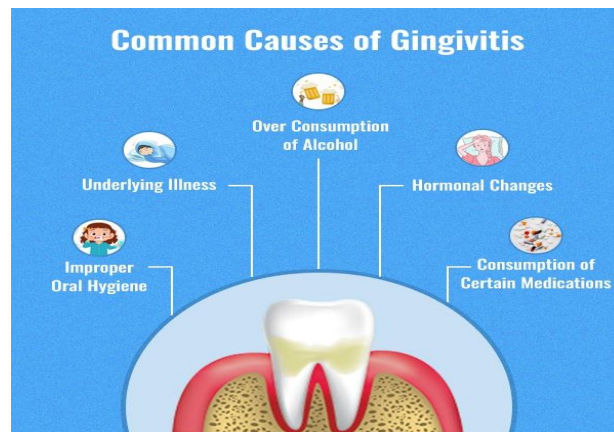 Common Causes of Gingivitis
Over Consumption
of Alcohol
Underlying Illness
Hormonal Changes
Improper
Oral Hygiene
Consumption of
Certain Medications